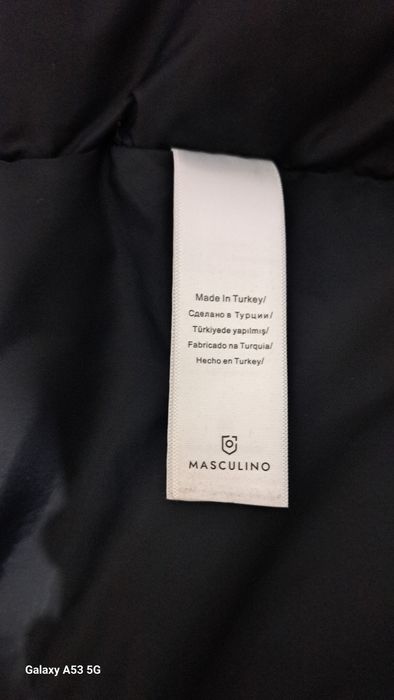 Made In Turkey/
Сделано в Турции/
Türkiyede yapılmış/
Fabricado na Turquia/
Hecho en Turkey/
MASCULINO
Galaxy A53 5G